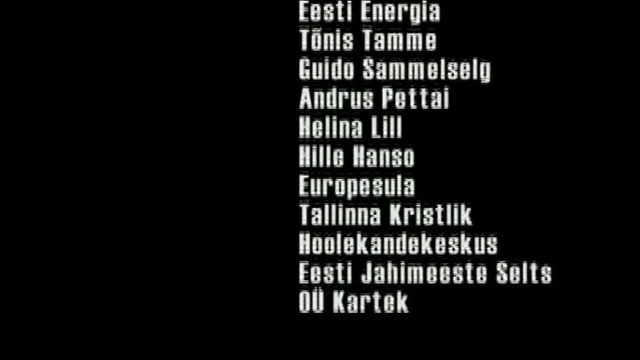 Eesti Energia
Tõnis Tamme
Guido Sammelselg
Andrus Pettai
Helina Lill
Hille Hanso
Europesula
Tallinna Kristlik
Hoolekandekeskus
Eesti Jahimeeste Selts
OÜ Kartek